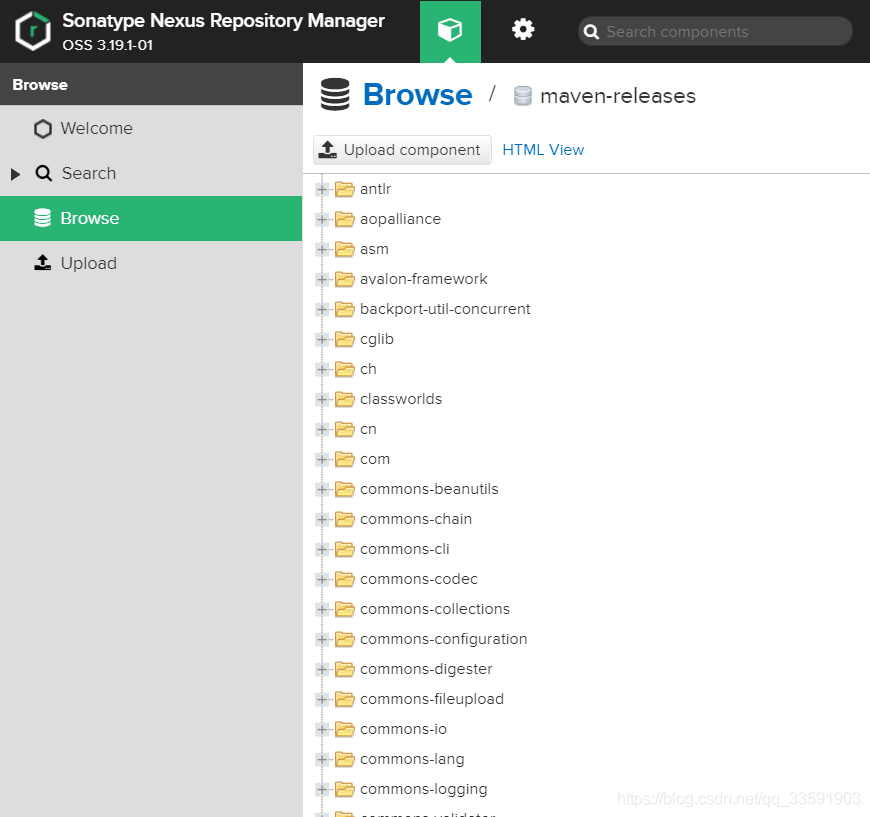 Sonatype Nexus Repository Manager
OSS 3.19.1-01
Search components
Browse
Welcome
Search
Browse
Upload
Browse / maven-releases
Upload component HTML View
antlr
aopalliance
asm
avalon-framework
backport-util-concurrent
cglib
ch
classworlds
cn
com
commons-beanutils
commons-chain
commons-cli
commons-codec
commons-collections
commons-configuration
commons-digester
commons-fileupload
commons-io
commons-lang
commons-logging
commons-validator
https://blog.csdn.net/qq_33591903